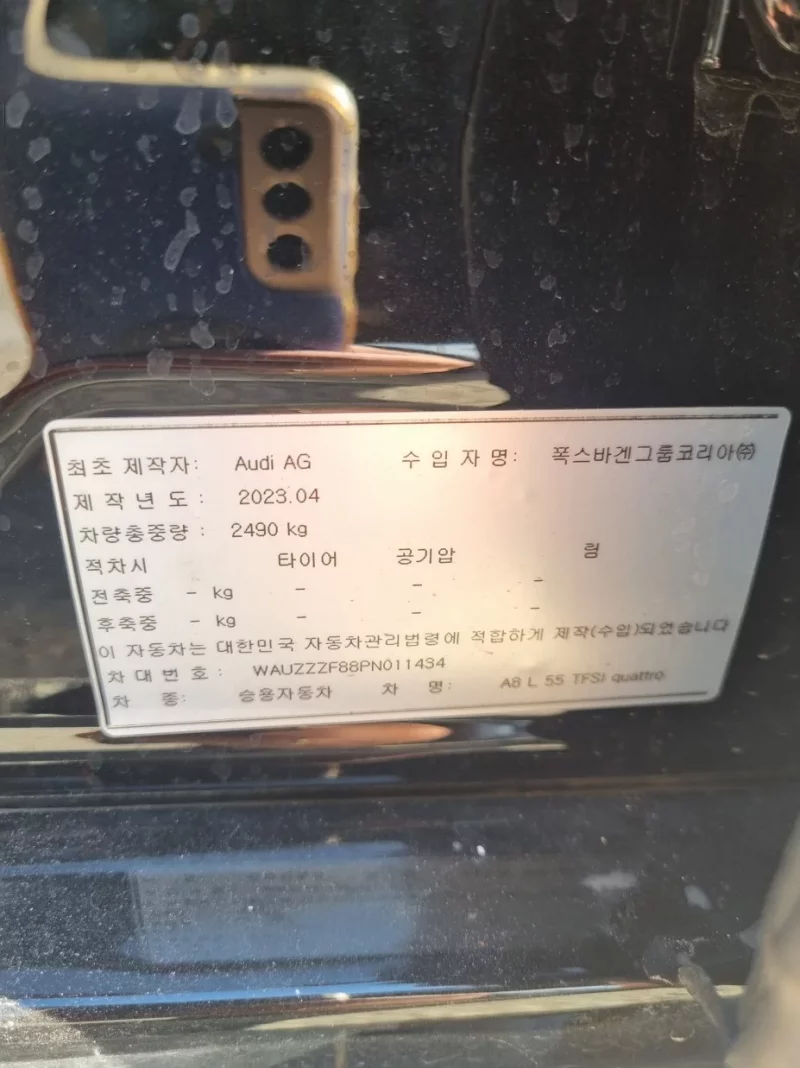 최초 제작자: Audi AG 수 입 자 명: 폭스바겐그룹코리아㈜
제 작 년 도 : 2023.04
차량총중량 : 2490 kg
적차시 타이어 공기압 림
전축중 - kg - - -
후축중 - kg - - -
이 자동차는 대한민국 자동차관리법령에 적합하게 제작(수입)되었습니다
차 대 번 호 : WAUZZZF88PN011434
차 종: 승용자동차 차 명: A8 L 55 TFSI quattro